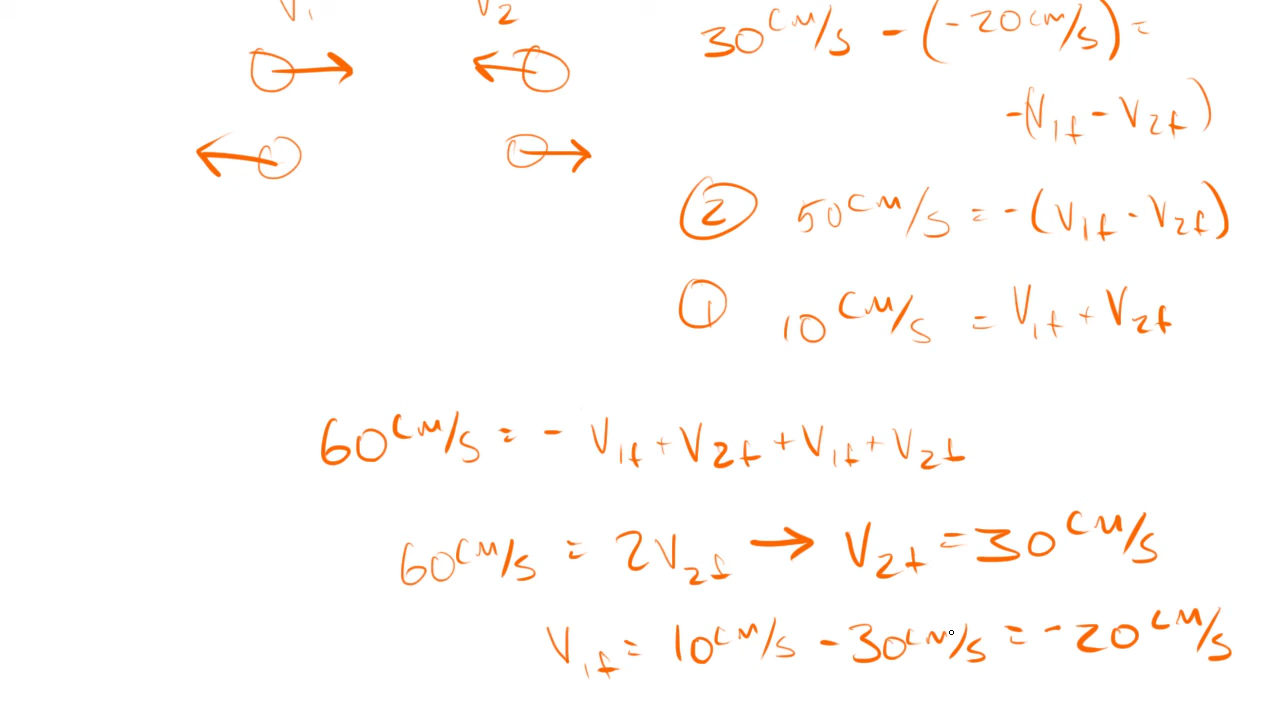 V1 V2
30 cm/s - (-20 cm/s) =
-(V1f - V2f)
② 50 cm/s = -(V1f - V2f)
① 10 cm/s = V1f + V2f
60 cm/s = - V1f + V2f + V1f + V2f
60 cm/s = 2V2f → V2f = 30 cm/s
V1f = 10 cm/s - 30 cm/s = -20 cm/s